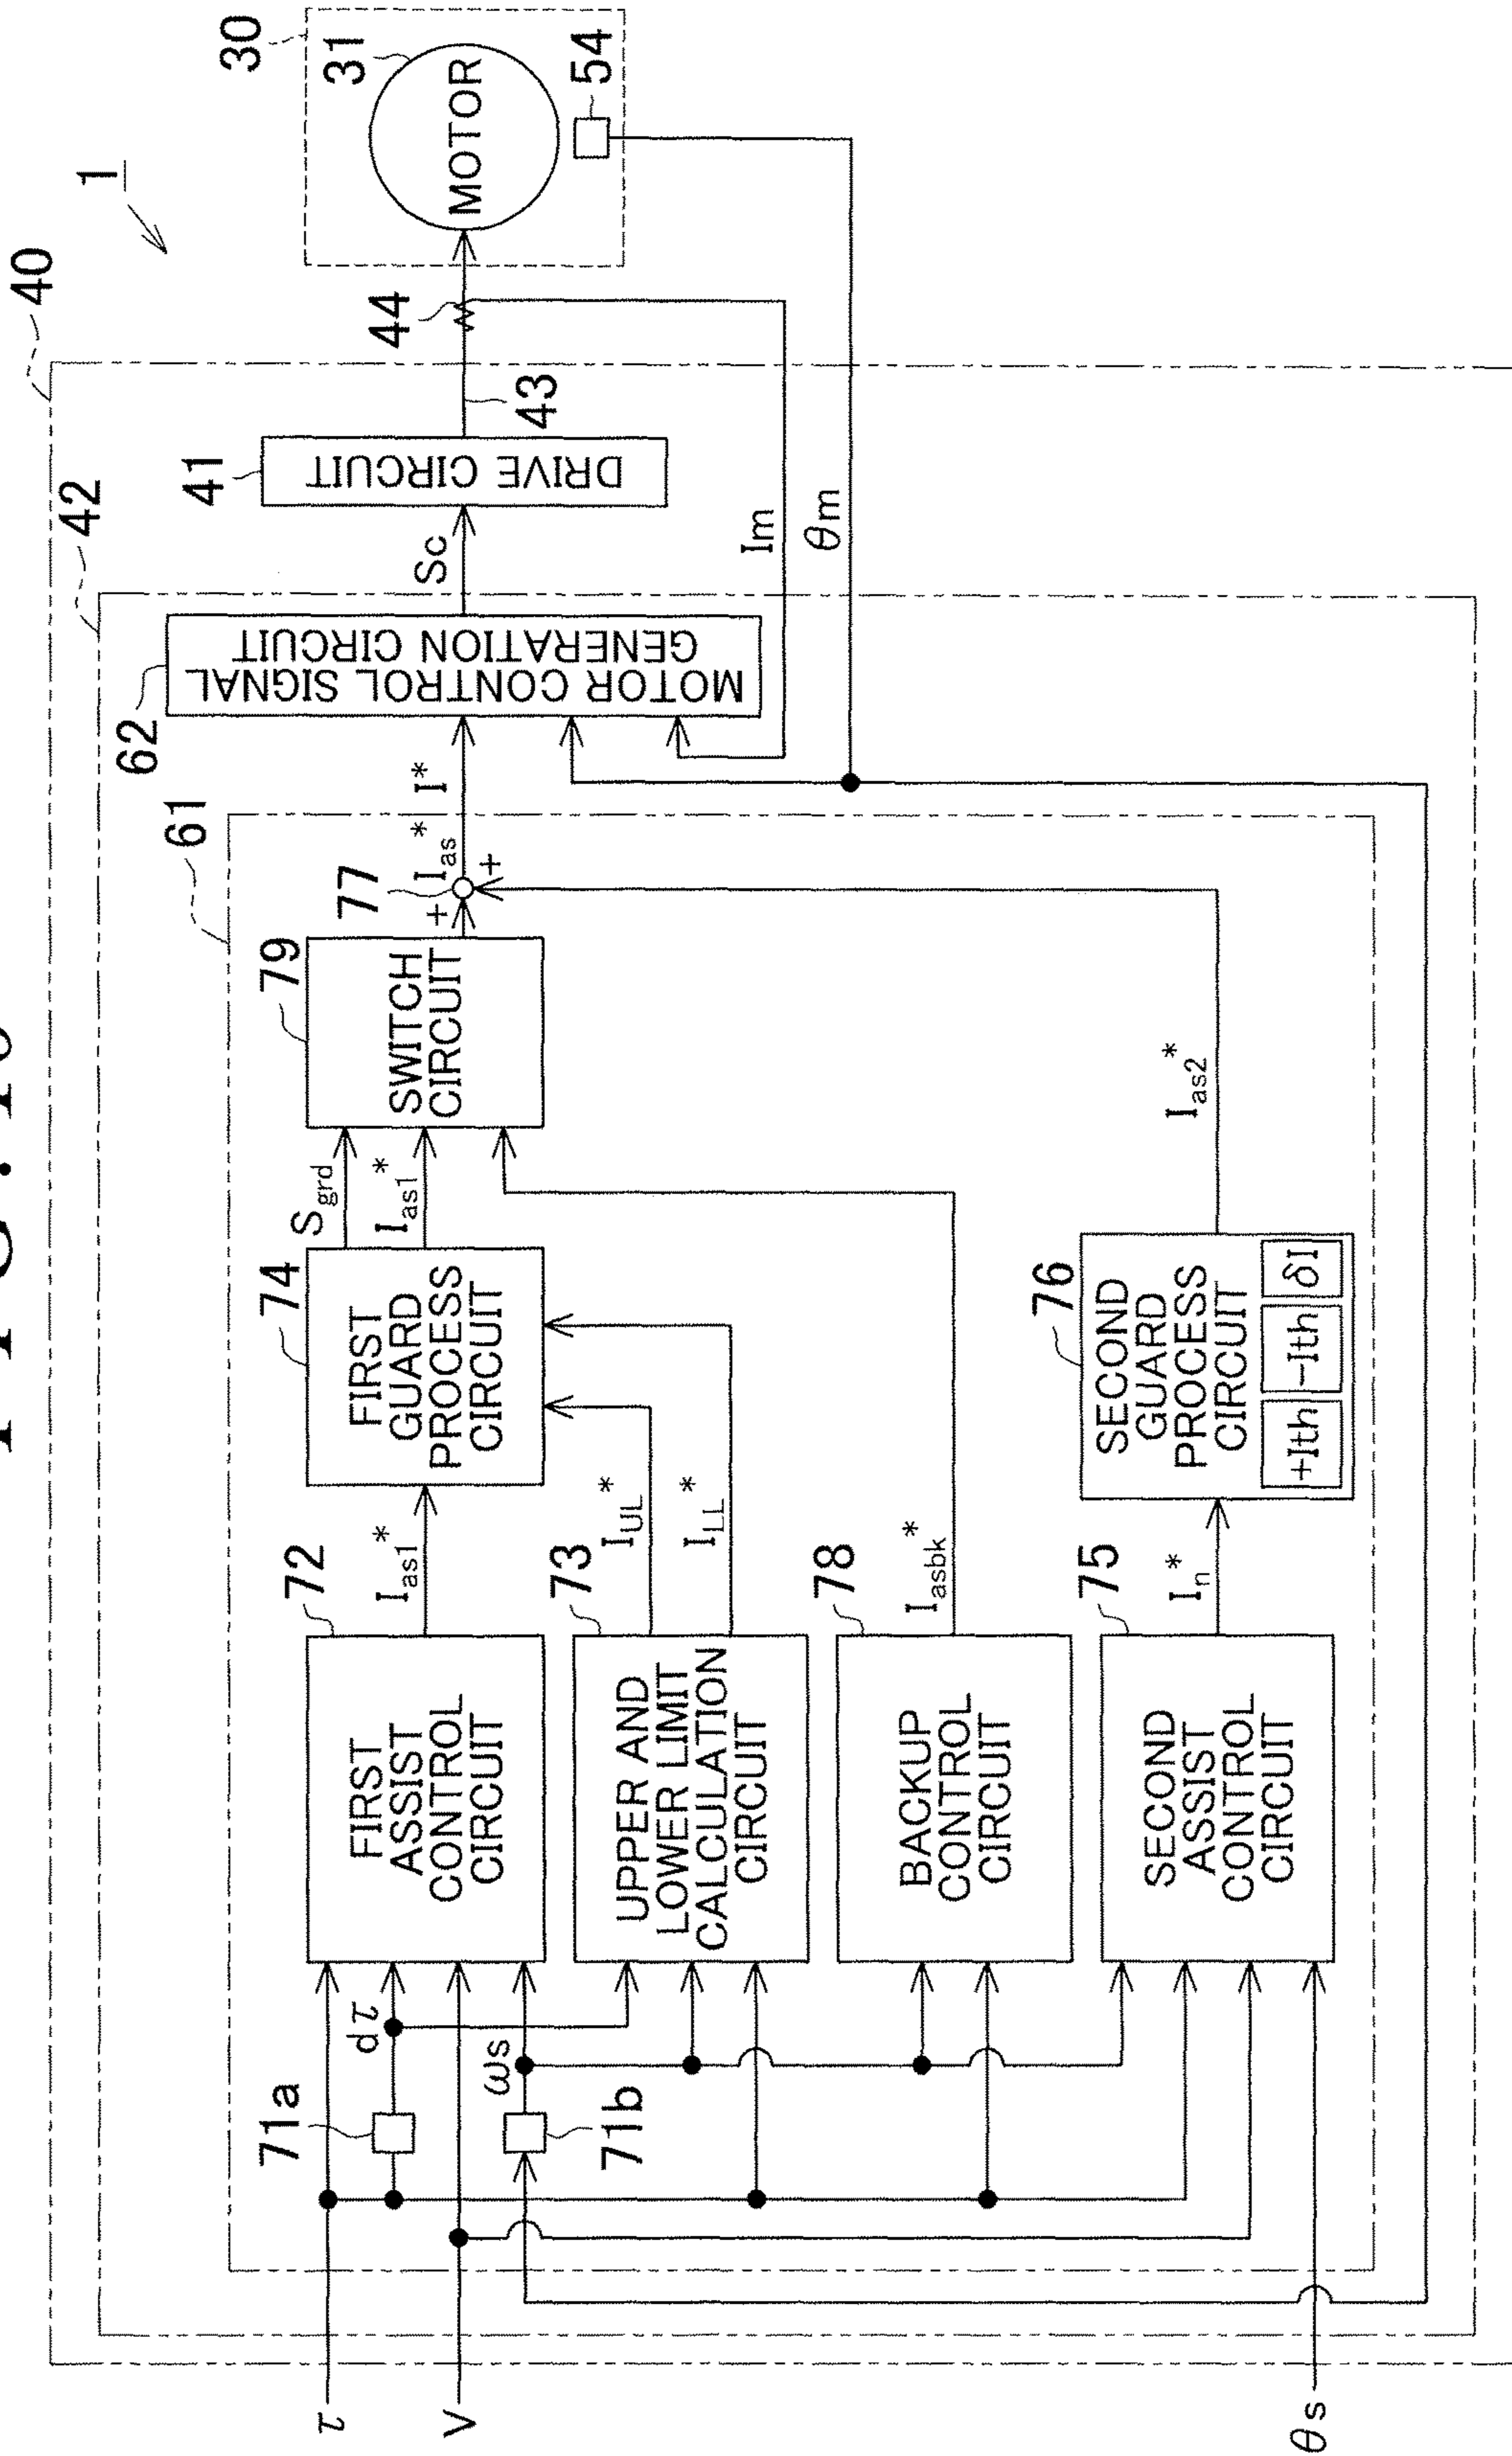 1
40
42
61
30
31
MOTOR
54
44
43
41
DRIVE CIRCUIT
Sc
Im
θm
62
MOTOR CONTROL SIGNAL
GENERATION CIRCUIT
I*
Ias*
77
+
+
79
SWITCH
CIRCUIT
Sgrd
Ias1*
Ias2*
74
FIRST
GUARD
PROCESS
CIRCUIT
76
SECOND
GUARD
PROCESS
CIRCUIT
+Ith
−Ith
δI
Ias1*
IUL*
ILL*
Iasbk*
In*
72
FIRST
ASSIST
CONTROL
CIRCUIT
73
UPPER AND
LOWER LIMIT
CALCULATION
CIRCUIT
78
BACKUP
CONTROL
CIRCUIT
75
SECOND
ASSIST
CONTROL
CIRCUIT
71a
dτ
ωs
71b
τ
V
θs